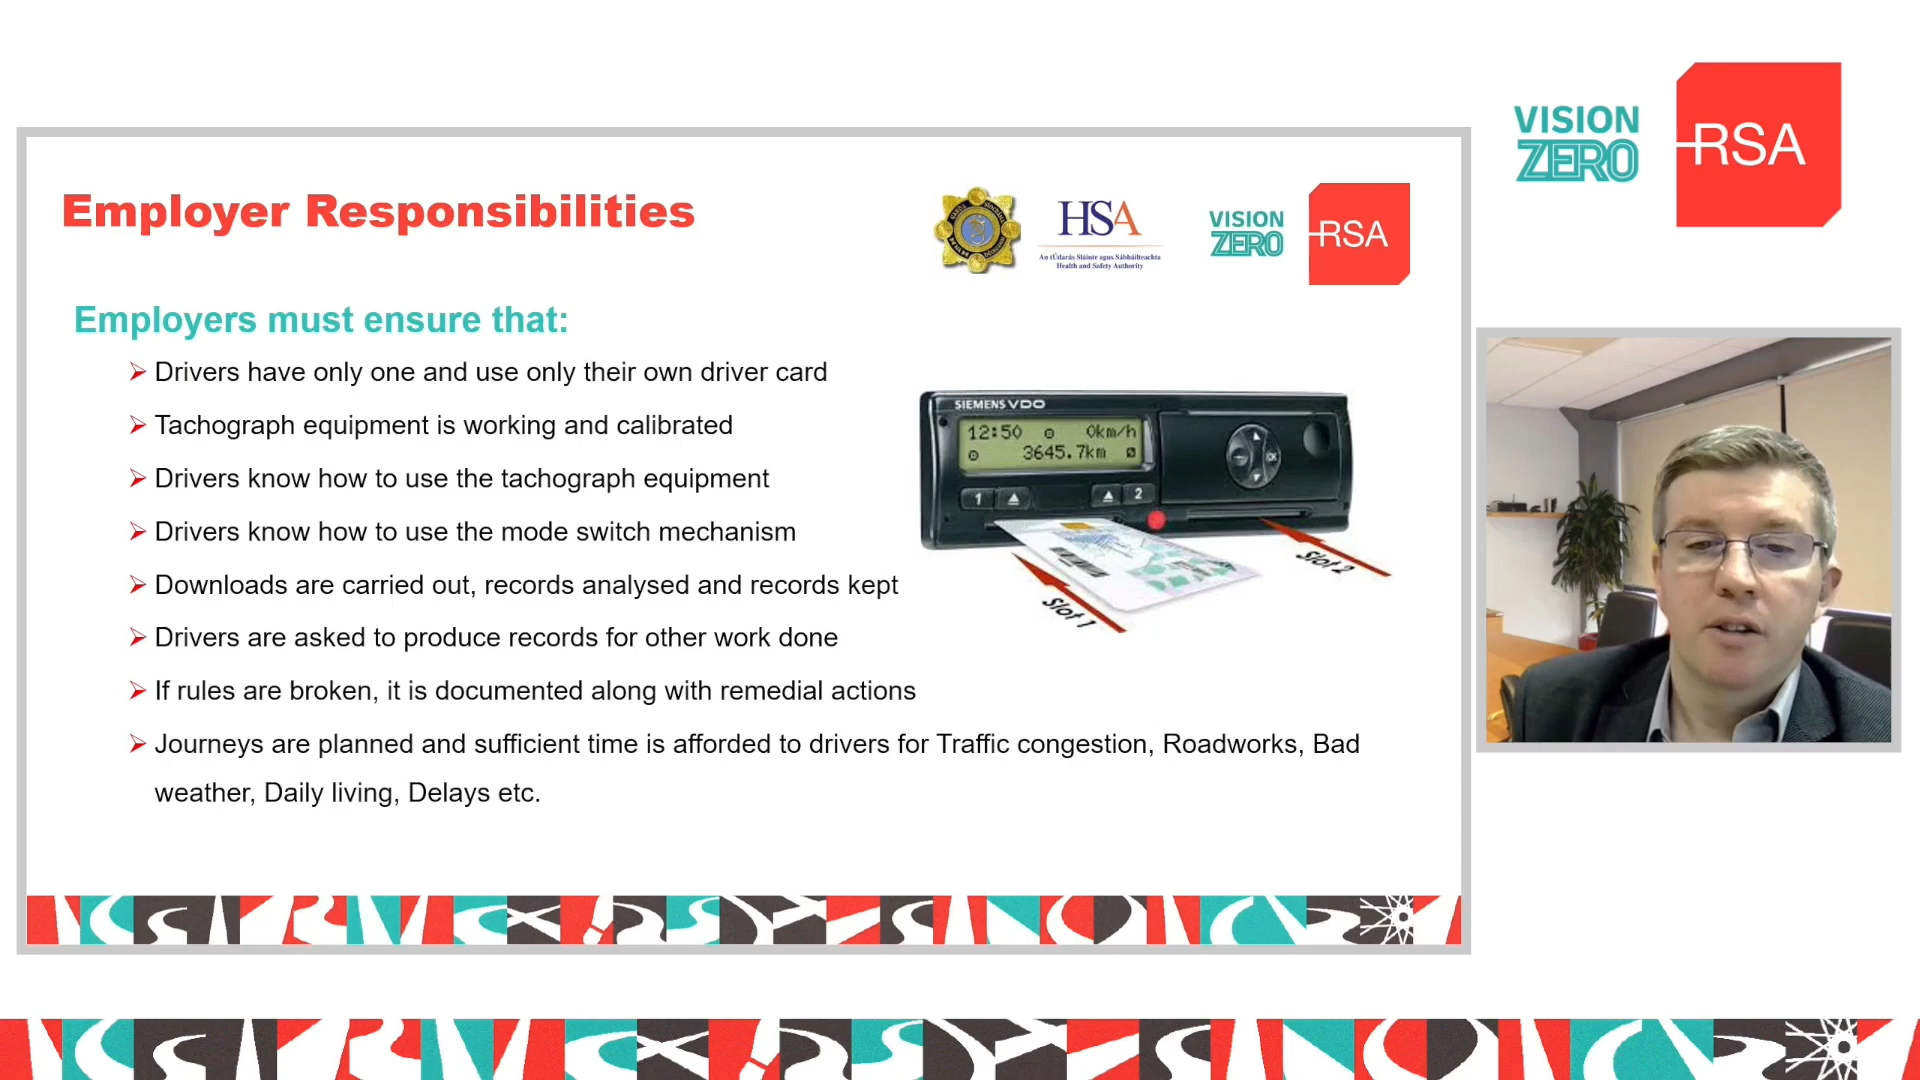 VISION
ZERO
RSA
Employer Responsibilities
HSA
An tÚdarás Sláinte agus Sábháilteachta
Health and Safety Authority
VISION
ZERO
RSA
Employers must ensure that:
Drivers have only one and use only their own driver card
Tachograph equipment is working and calibrated
Drivers know how to use the tachograph equipment
Drivers know how to use the mode switch mechanism
Downloads are carried out, records analysed and records kept
Drivers are asked to produce records for other work done
If rules are broken, it is documented along with remedial actions
Journeys are planned and sufficient time is afforded to drivers for Traffic congestion, Roadworks, Bad
weather, Daily living, Delays etc.
SIEMENS VDO
12:50 0km/h
3645.7km
1 2
OK
Slot 1
Slot 2